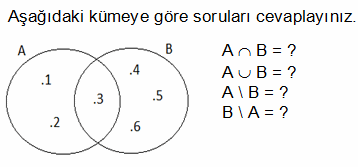 Aşağıdaki kümeye göre soruları cevaplayınız.
A B
.1 .4
.3 .5
.2 .6
A ∩ B = ?
A ∪ B = ?
A \ B = ?
B \ A = ?